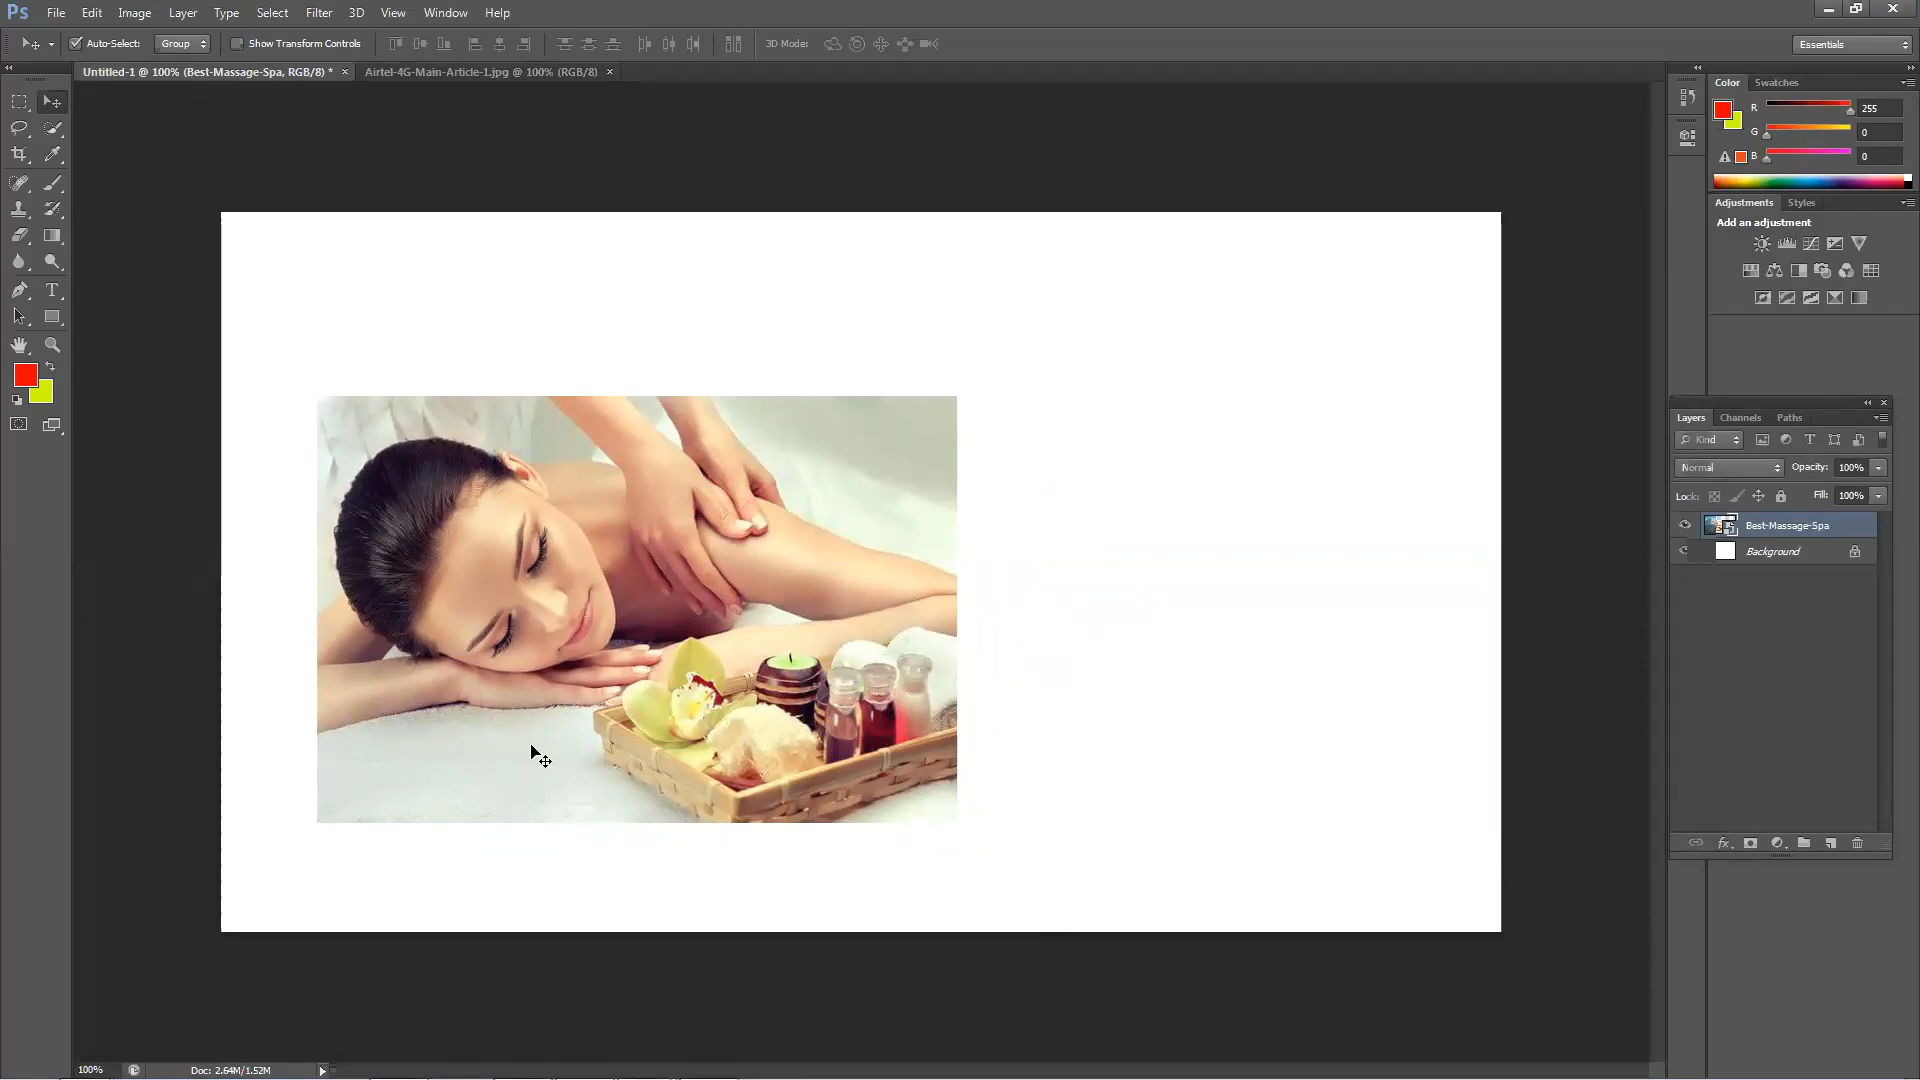 Ps File Edit Image Layer Type Select Filter 3D View Window Help
Auto-Select: Group Show Transform Controls 3D Mode: Essentials
Untitled-1 @ 100% (Best-Massage-Spa, RGB/8) * × Airtel-4G-Main-Article-1.jpg @ 100% (RGB/8) ×
Color Swatches
R 255
G 0
B 0
Adjustments Styles
Add an adjustment
Layers Channels Paths
Kind
Normal Opacity: 100%
Lock: Fill: 100%
Best-Massage-Spa
Background
100% Doc: 2.64M/1.52M